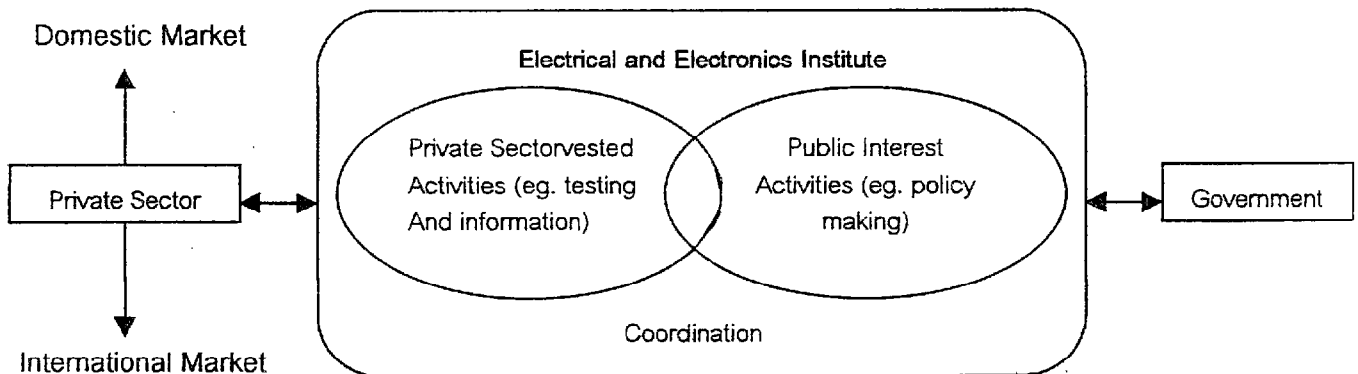 Domestic Market
Electrical and Electronics Institute
Private Sectorvested
Activities (eg. testing
And information)
Public Interest
Activities (eg. policy
making)
Private Sector
Government
Coordination
International Market